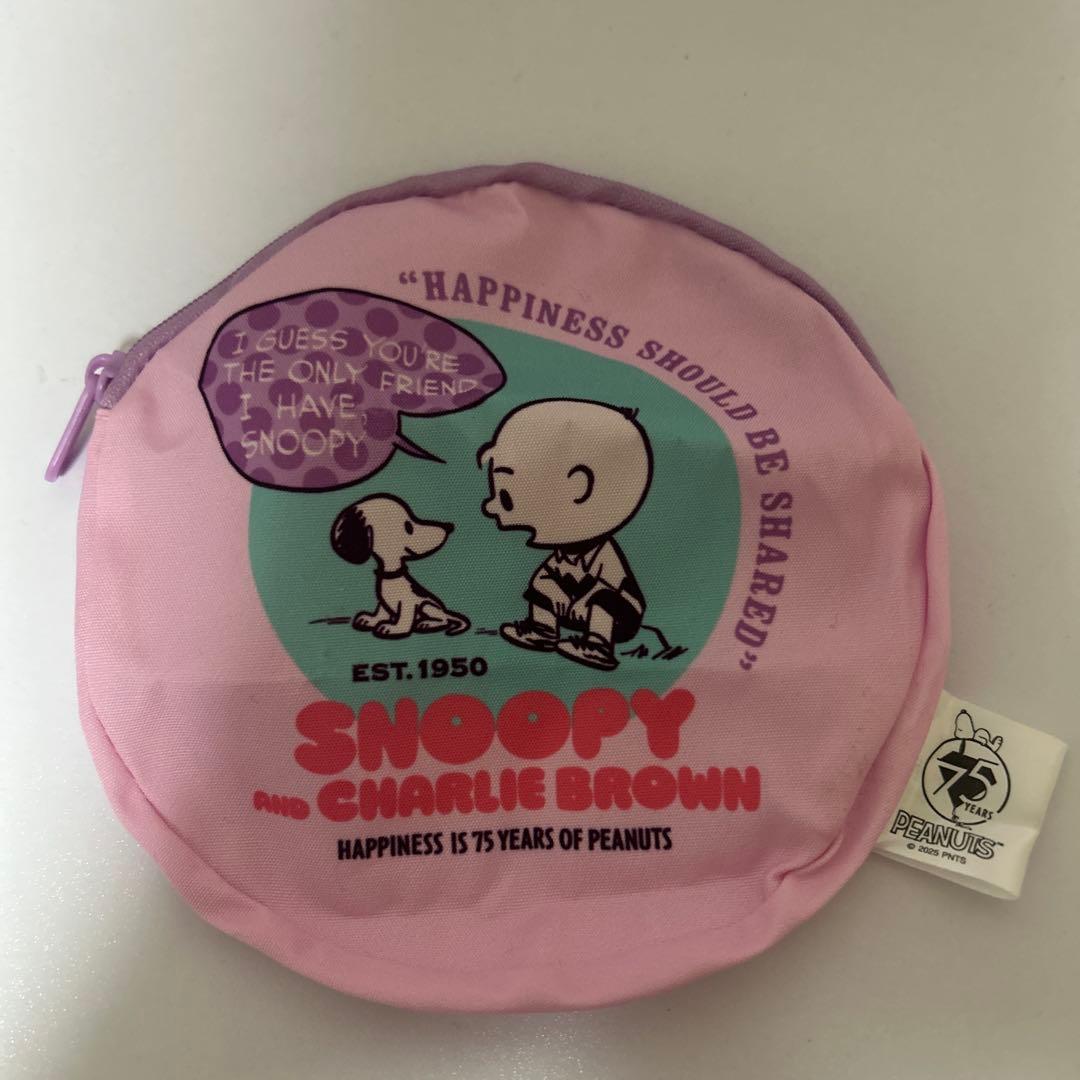 “HAPPINESS SHOULD BE SHARED”
I GUESS YOU'RE
THE ONLY FRIEND
I HAVE,
SNOOPY
EST. 1950
SNOOPY
AND CHARLIE BROWN
HAPPINESS IS 75 YEARS OF PEANUTS
75
YEARS
PEANUTS™
© 2025 PNTS